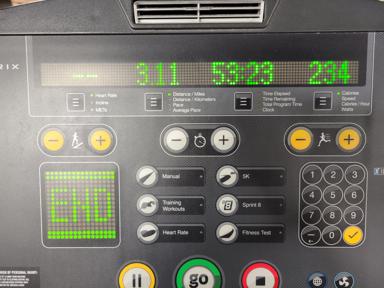 RIX
---- 3.11 53:23 234
Heart Rate
Incline
METs
Distance / Miles
Distance / Kilometers
Pace
Average Pace
Time Elapsed
Time Remaining
Total Program Time
Clock
Calories
Speed
Calories / Hour
Watts
END
Manual
5K
Training
Workouts
Sprint 8
Heart Rate
Fitness Test
1 2 3
4 5 6
7 8 9
0
go